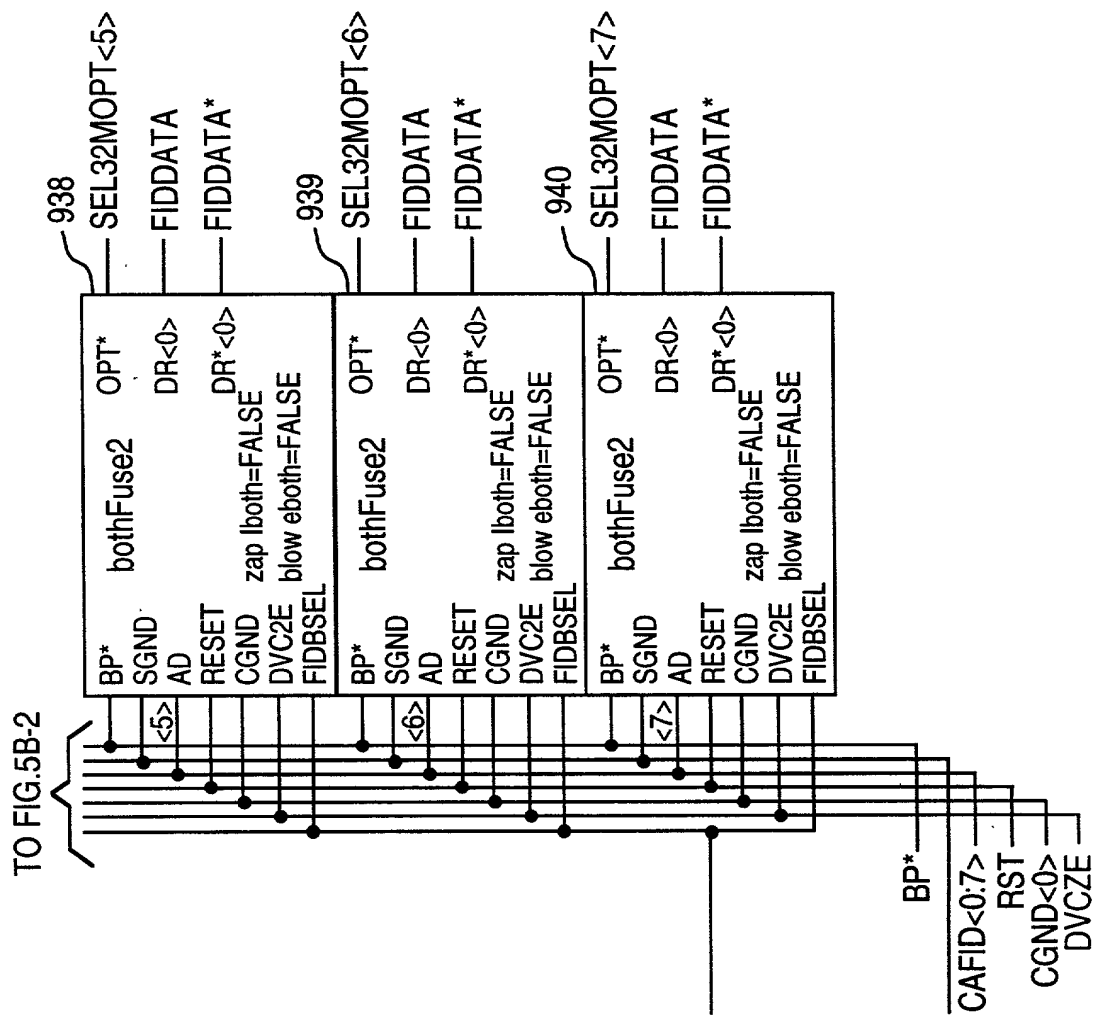 TO FIG.5B-2
938
BP*
SGND
<5>
AD
RESET
CGND
DVC2E
FIDBSEL
bothFuse2
zap lboth=FALSE
blow eboth=FALSE
OPT*
DR<0>
DR*<0>
SEL32MOPT<5>
FIDDATA
FIDDATA*
939
BP*
SGND
<6>
AD
RESET
CGND
DVC2E
FIDBSEL
bothFuse2
zap lboth=FALSE
blow eboth=FALSE
OPT*
DR<0>
DR*<0>
SEL32MOPT<6>
FIDDATA
FIDDATA*
940
BP*
SGND
<7>
AD
RESET
CGND
DVC2E
FIDBSEL
bothFuse2
zap lboth=FALSE
blow eboth=FALSE
OPT*
DR<0>
DR*<0>
SEL32MOPT<7>
FIDDATA
FIDDATA*
BP*
CAFID<0:7>
RST
CGND<0>
DVCZE